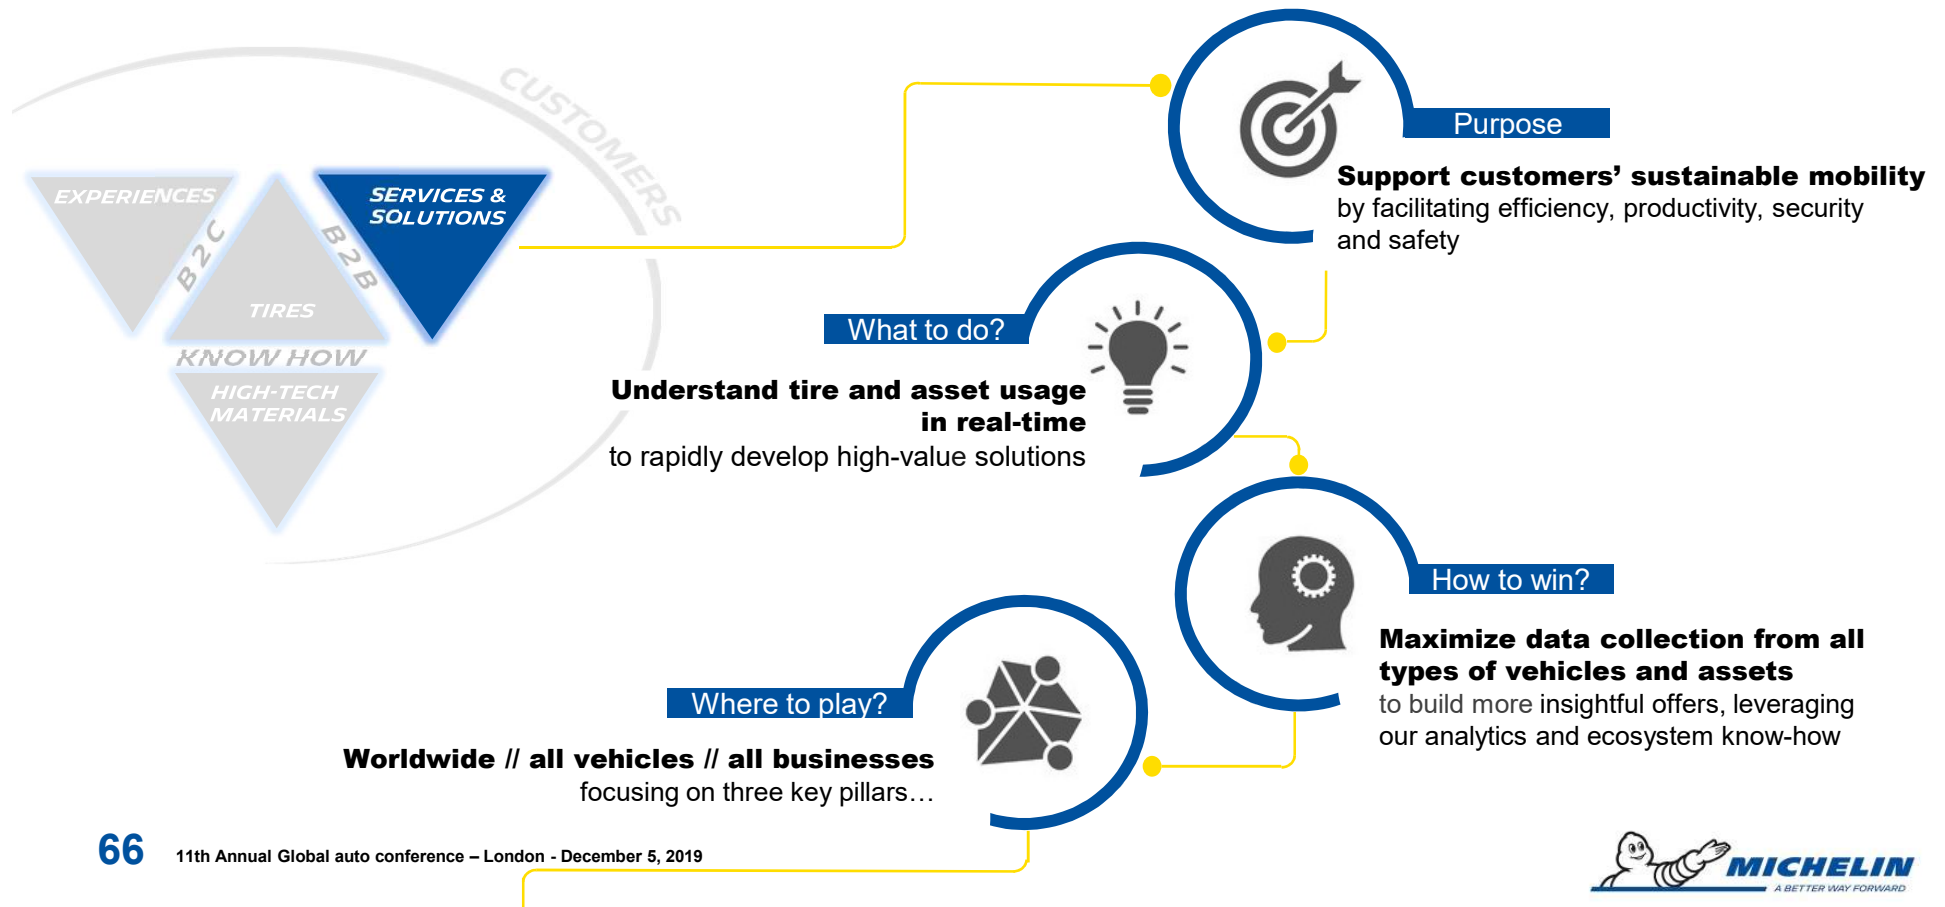 CUSTOMERS
EXPERIENCES
B2C
TIRES
B2B
SERVICES &
SOLUTIONS
KNOW HOW
HIGH-TECH
MATERIALS
Purpose
Support customers’ sustainable mobility
by facilitating efficiency, productivity, security
and safety
What to do?
Understand tire and asset usage
in real-time
to rapidly develop high-value solutions
How to win?
Maximize data collection from all
types of vehicles and assets
to build more insightful offers, leveraging
our analytics and ecosystem know-how
Where to play?
Worldwide // all vehicles // all businesses
focusing on three key pillars…
66
11th Annual Global auto conference – London - December 5, 2019
MICHELIN
A BETTER WAY FORWARD